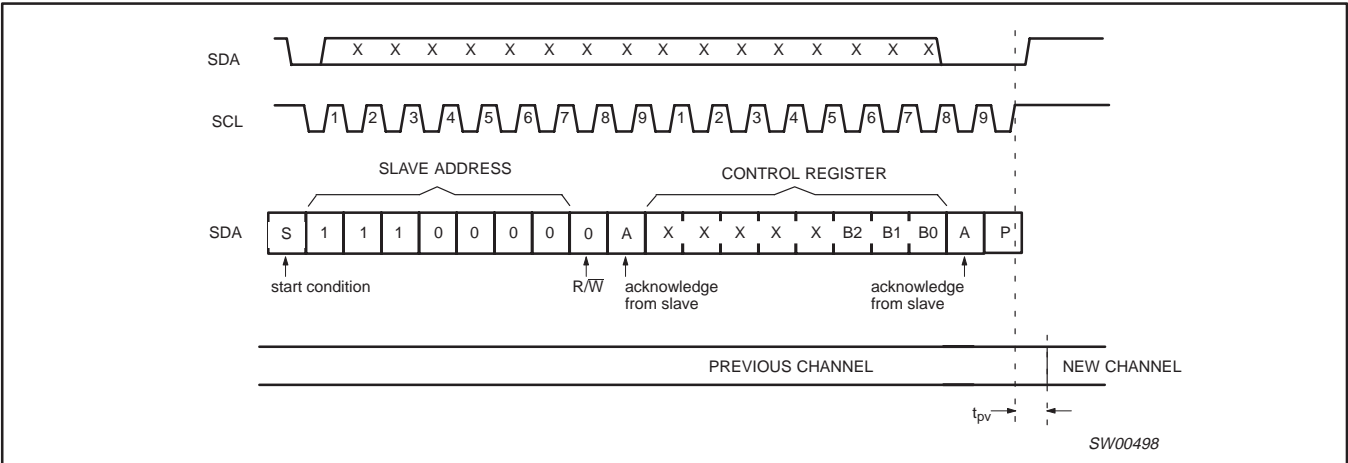 SDA X X X X X X X X X X X X X X X X
SCL 1 2 3 4 5 6 7 8 9 1 2 3 4 5 6 7 8 9
SLAVE ADDRESS CONTROL REGISTER
SDA S 1 1 1 0 0 0 0 0 A X X X X X B2 B1 B0 A P
start condition R/W̅ acknowledge from slave acknowledge from slave
PREVIOUS CHANNEL NEW CHANNEL
tpv
SW00498